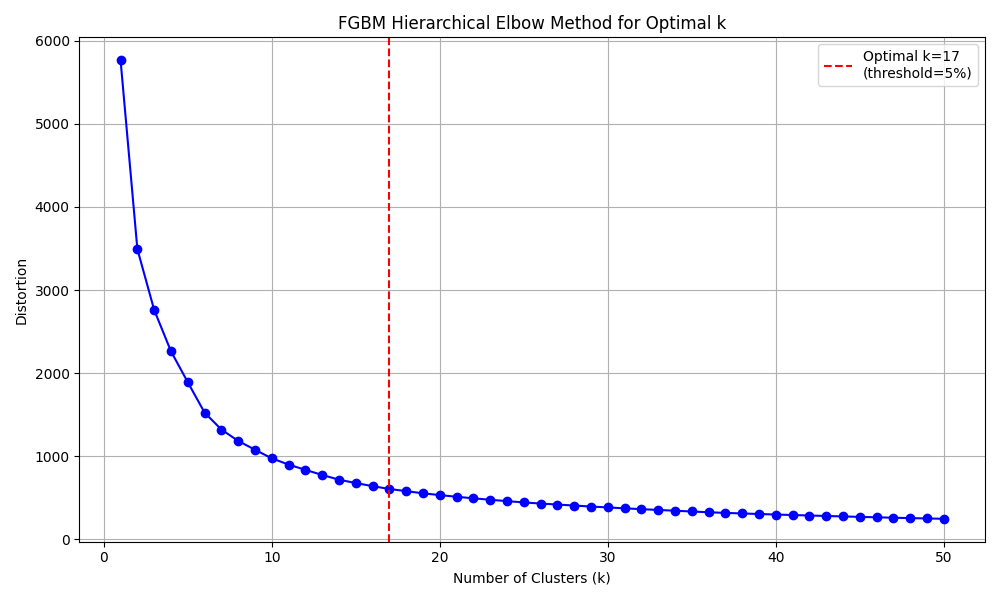 FGBM Hierarchical Elbow Method for Optimal k
Optimal k=17
(threshold=5%)
6000
5000
4000
3000
2000
1000
0
Distortion
0 10 20 30 40 50
Number of Clusters (k)